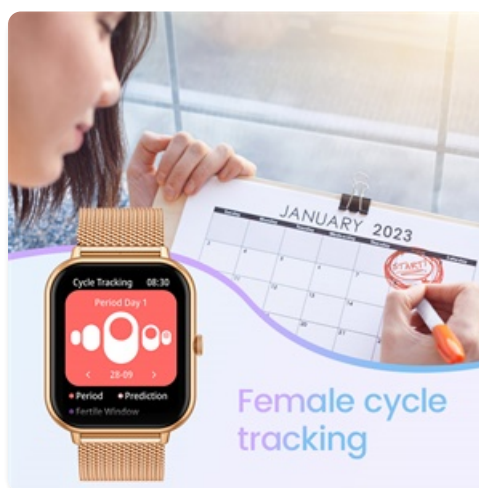 JANUARY 2023
START!
Cycle Tracking 08:30
Period Day 1
< 28-09 >
Period Prediction
Fertile Window
Female cycle
tracking